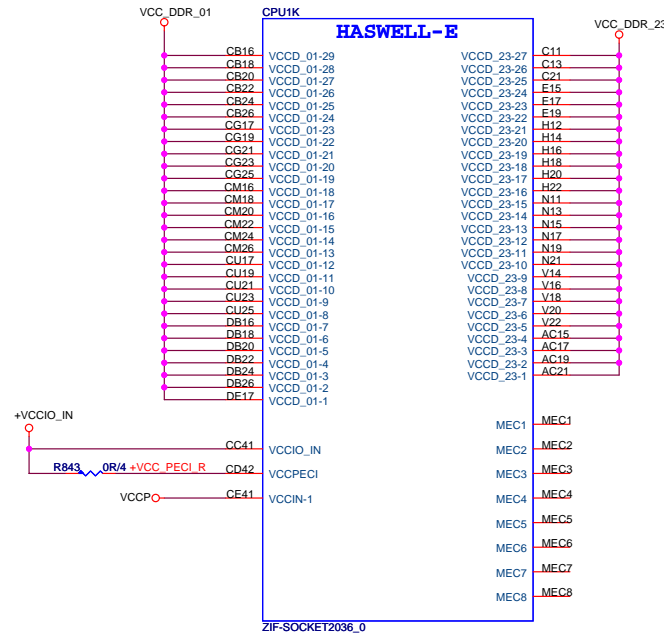 VCC_DDR_01 CPU1K VCC_DDR_23
HASWELL-E
CB16 VCCD_01-29 VCCD_23-27 C11
CB18 VCCD_01-28 VCCD_23-26 C13
CB20 VCCD_01-27 VCCD_23-25 C21
CB22 VCCD_01-26 VCCD_23-24 E15
CB24 VCCD_01-25 VCCD_23-23 E17
CB26 VCCD_01-24 VCCD_23-22 E19
CG17 VCCD_01-23 VCCD_23-21 H12
CG19 VCCD_01-22 VCCD_23-20 H14
CG21 VCCD_01-21 VCCD_23-19 H16
CG23 VCCD_01-20 VCCD_23-18 H18
CG25 VCCD_01-19 VCCD_23-17 H20
CM16 VCCD_01-18 VCCD_23-16 H22
CM18 VCCD_01-17 VCCD_23-15 N11
CM20 VCCD_01-16 VCCD_23-14 N13
CM22 VCCD_01-15 VCCD_23-13 N15
CM24 VCCD_01-14 VCCD_23-12 N17
CM26 VCCD_01-13 VCCD_23-11 N19
CU17 VCCD_01-12 VCCD_23-10 N21
CU19 VCCD_01-11 VCCD_23-9 V14
CU21 VCCD_01-10 VCCD_23-8 V16
CU23 VCCD_01-9 VCCD_23-7 V18
CU25 VCCD_01-8 VCCD_23-6 V20
DB16 VCCD_01-7 VCCD_23-5 V22
DB18 VCCD_01-6 VCCD_23-4 AC15
DB20 VCCD_01-5 VCCD_23-3 AC17
DB22 VCCD_01-4 VCCD_23-2 AC19
DB24 VCCD_01-3 VCCD_23-1 AC21
DB26 VCCD_01-2
DE17 VCCD_01-1
+VCCIO_IN
MEC1 MEC1
CC41 VCCIO_IN MEC2 MEC2
R843 0R/4 +VCC_PECI_R CD42 VCCPECI MEC3 MEC3
VCCP CE41 VCCIN-1 MEC4 MEC4
MEC5 MEC5
MEC6 MEC6
MEC7 MEC7
MEC8 MEC8
ZIF-SOCKET2036_0